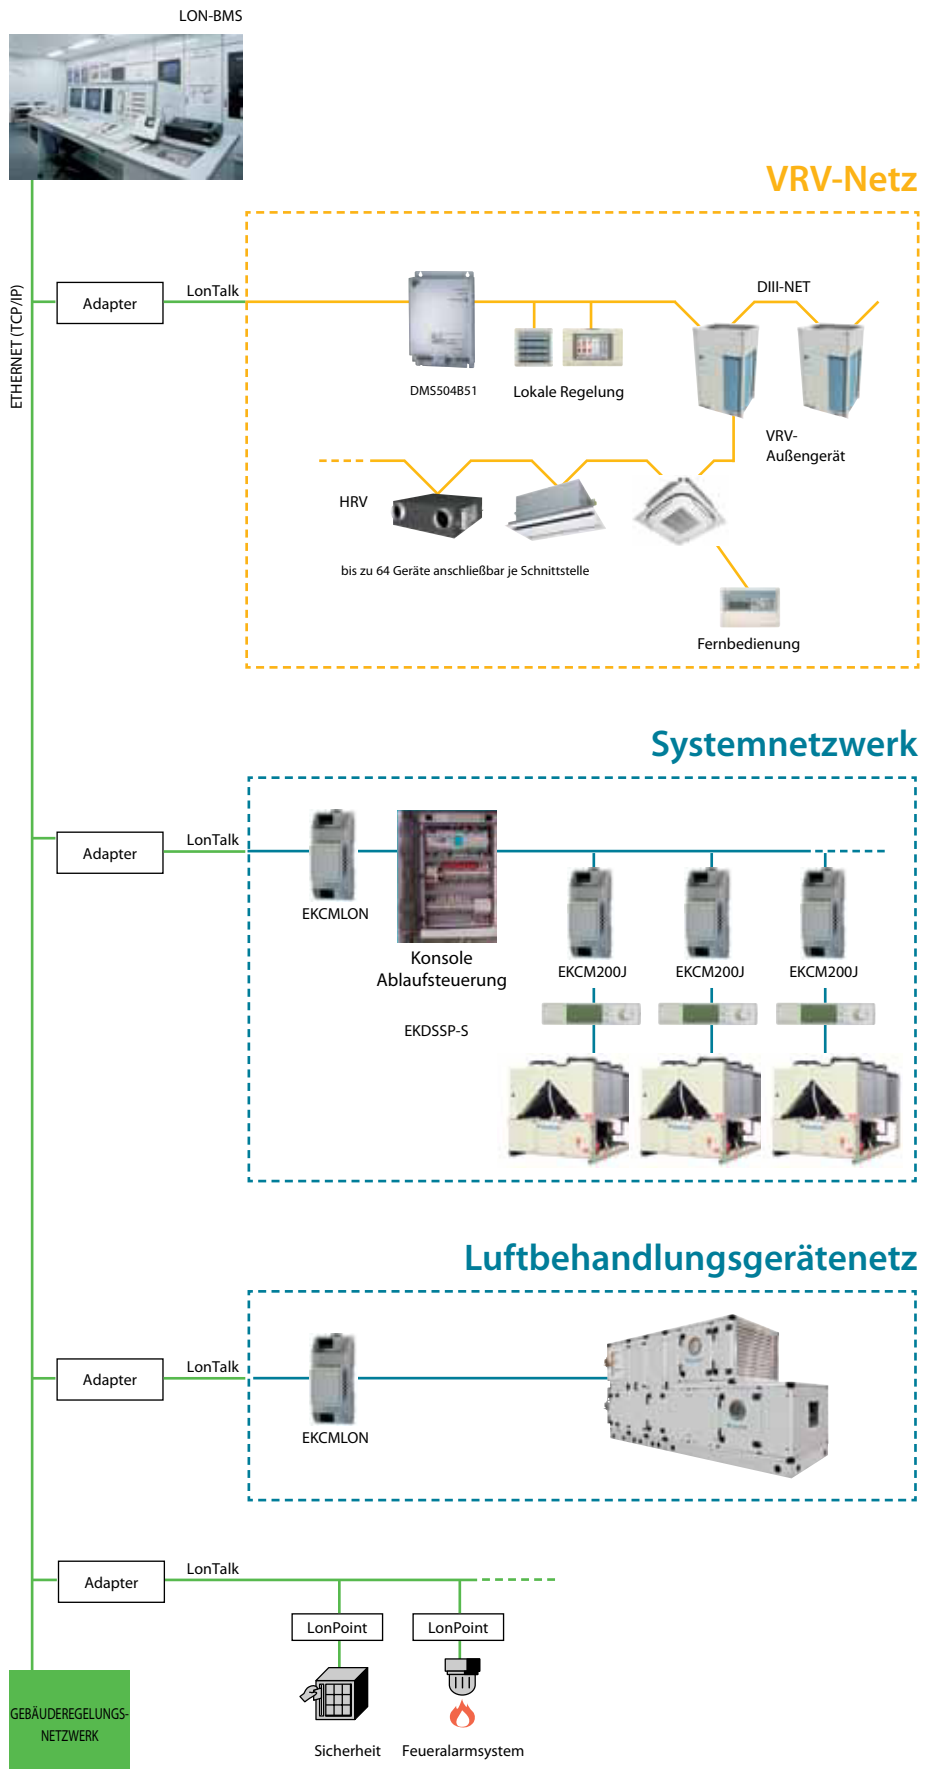 LON-BMS
VRV-Netz
ETHERNET (TCP/IP)
Adapter
LonTalk
DIII-NET
DMS504B51
Lokale Regelung
VRV-
Außengerät
HRV
bis zu 64 Geräte anschließbar je Schnittstelle
Fernbedienung
Systemnetzwerk
Adapter
LonTalk
EKCMLON
Konsole
Ablaufsteuerung
EKCM200J
EKCM200J
EKCM200J
EKDSSP-S
Luftbehandlungsgerätenetz
Adapter
LonTalk
EKCMLON
Adapter
LonTalk
LonPoint
LonPoint
Sicherheit
Feueralarmsystem
GEBÄUDEREGELUNGS-
NETZWERK